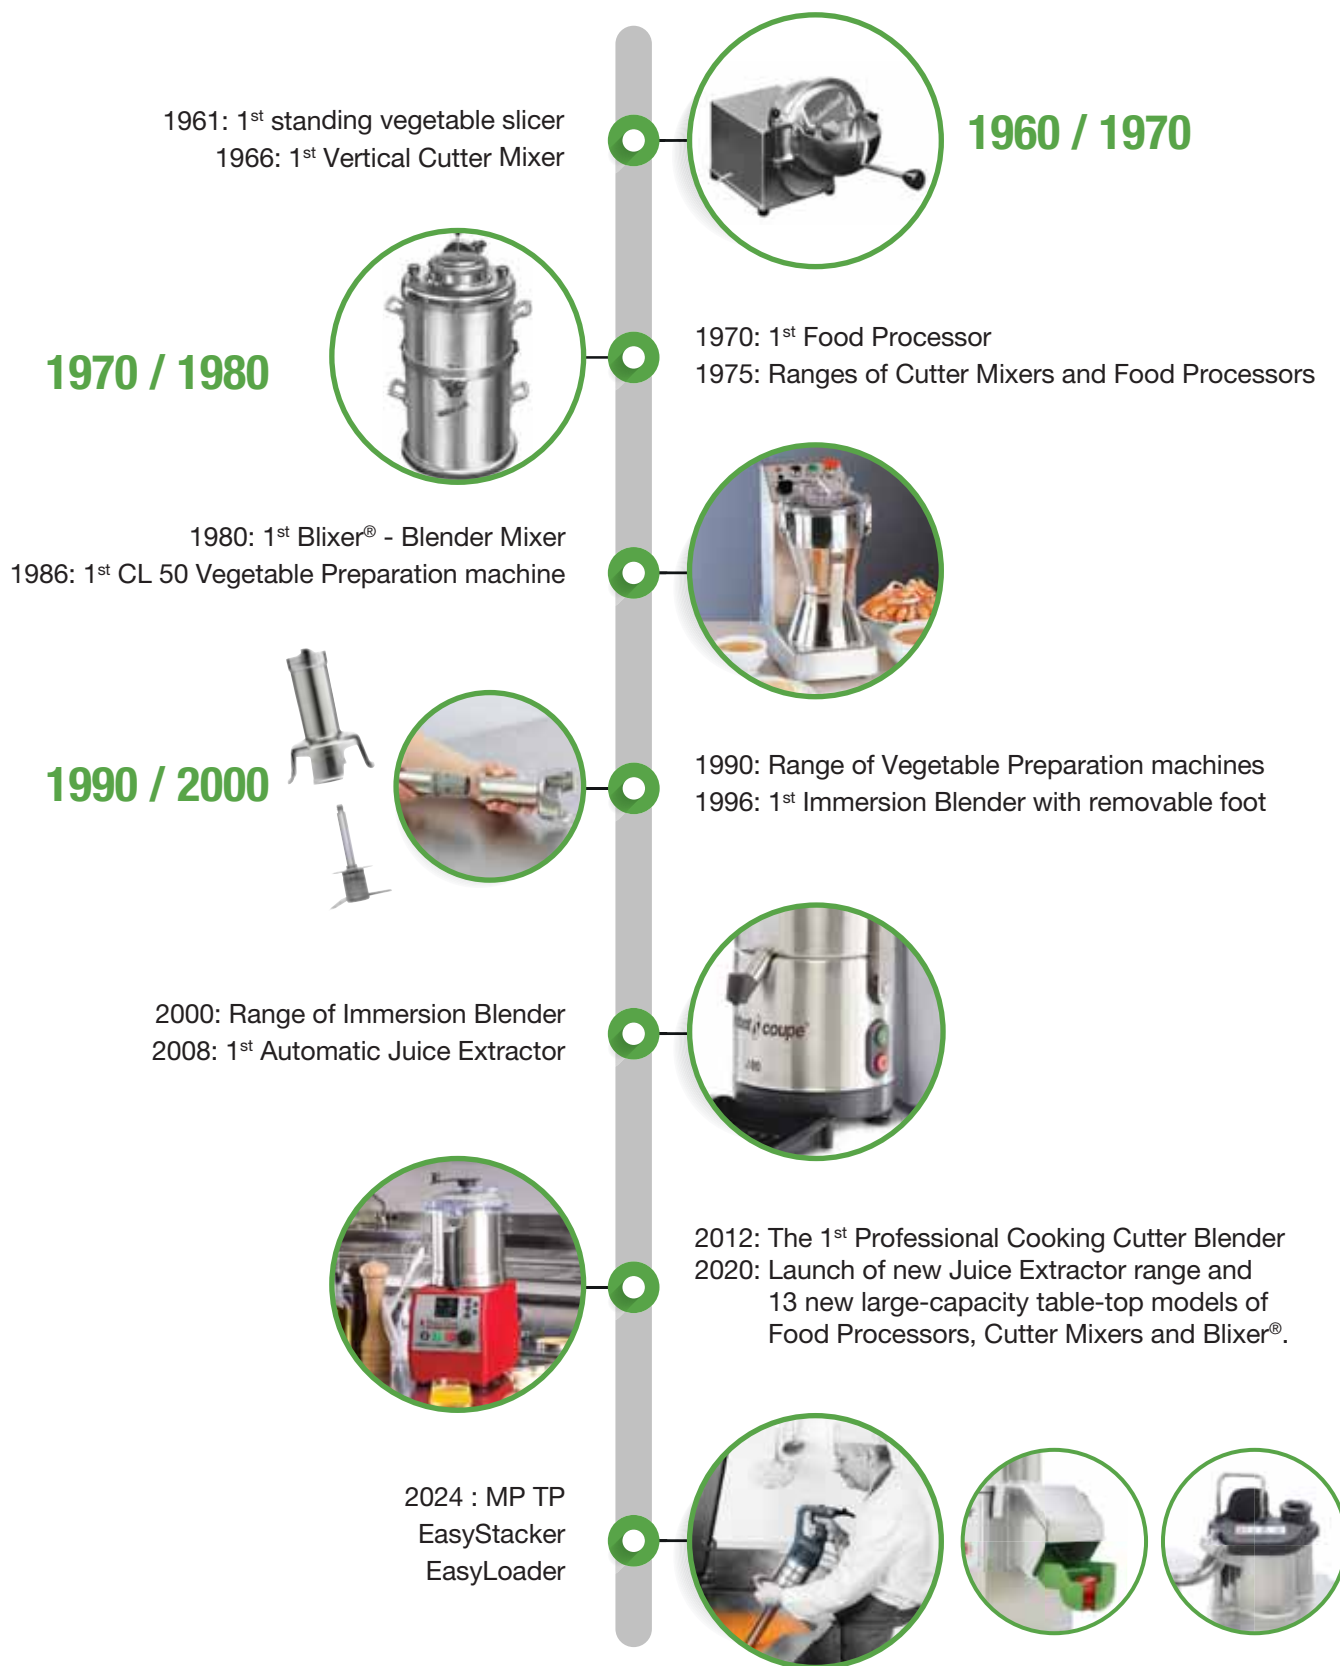 1961: 1st standing vegetable slicer
1966: 1st Vertical Cutter Mixer
1960 / 1970
1970 / 1980
1970: 1st Food Processor
1975: Ranges of Cutter Mixers and Food Processors
1980: 1st Blixer® - Blender Mixer
1986: 1st CL 50 Vegetable Preparation machine
1990 / 2000
1990: Range of Vegetable Preparation machines
1996: 1st Immersion Blender with removable foot
2000: Range of Immersion Blender
2008: 1st Automatic Juice Extractor
coupe®
2012: The 1st Professional Cooking Cutter Blender
2020: Launch of new Juice Extractor range and
13 new large-capacity table-top models of
Food Processors, Cutter Mixers and Blixer®.
2024 : MP TP
EasyStacker
EasyLoader